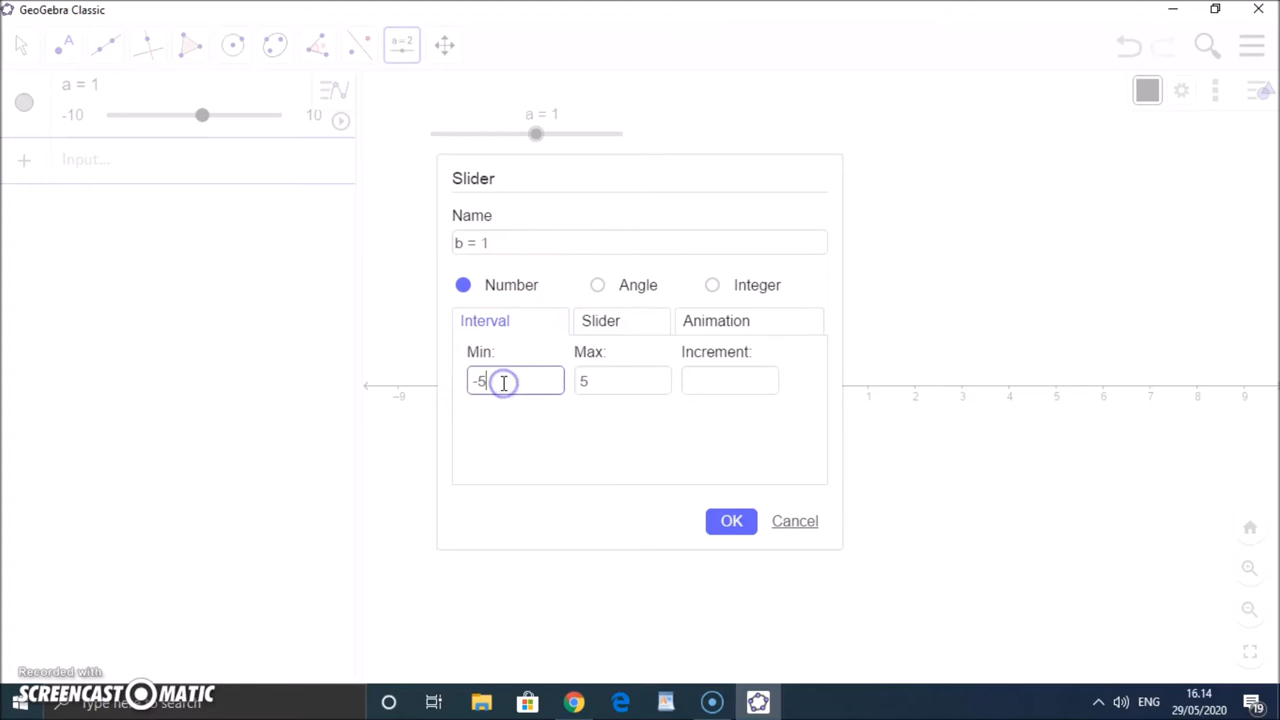 GeoGebra Classic
a=2
a = 1
-10
10
Input...
a = 1
Slider
Name
b = 1
Number
Angle
Integer
Interval
Slider
Animation
Min:
Max:
Increment:
-5
5
-9
1
2
3
4
5
6
7
8
9
OK
Cancel
Recorded with
SCREENCAST MATIC
Type here to search
ENG
16.14
29/05/2020
19